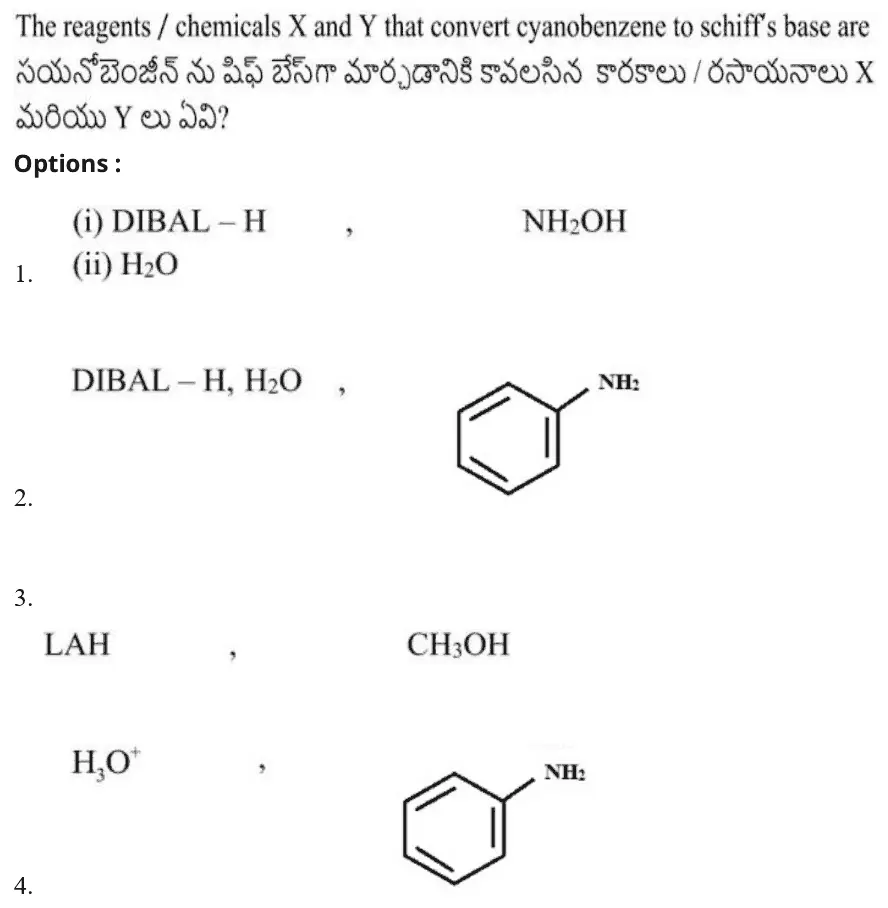 The reagents / chemicals X and Y that convert cyanobenzene to schiff's base are
సయనోబెంజీన్ ను షిఫ్ బేస్‌గా మార్చడానికి కావలసిన కారకాలు / రసాయనాలు X
మరియు Y లు ఏవి?
Options :
(i) DIBAL – H , NH₂OH
1. (ii) H₂O
DIBAL – H, H₂O , NH₂
2.
3.
LAH , CH₃OH
H₃O⁺ , NH₂
4.